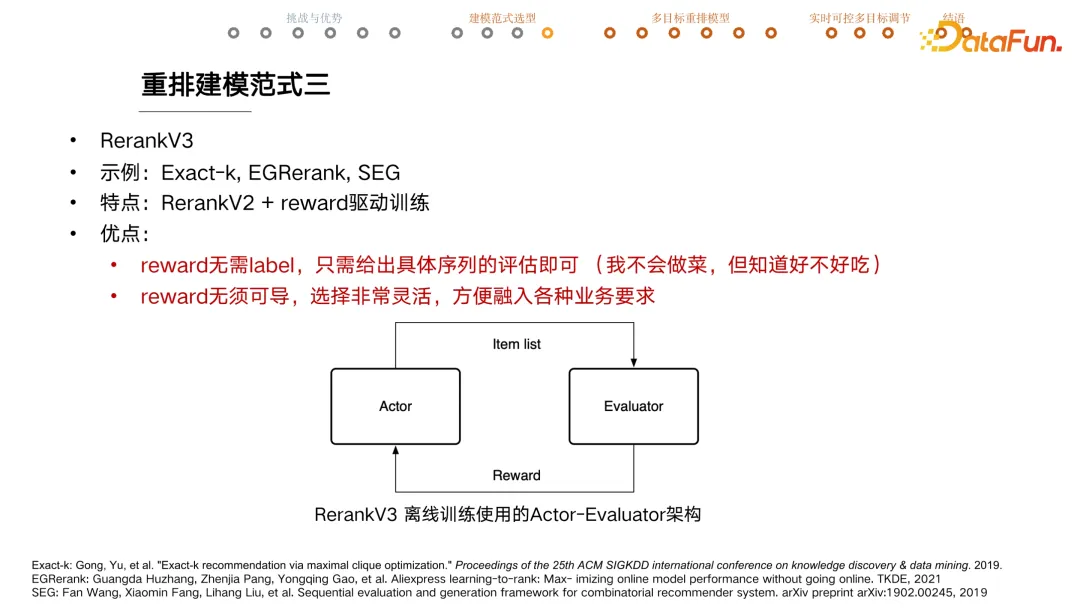 挑战与优势
建模范式选型
多目标重排模型
实时可控多目标调节
结语
DataFun.
重排建模范式三
• RerankV3
• 示例：Exact-k, EGRerank, SEG
• 特点：RerankV2 + reward驱动训练
• 优点：
• reward无需label，只需给出具体序列的评估即可 （我不会做菜，但知道好不好吃）
• reward无须可导，选择非常灵活，方便融入各种业务要求
Item list
Actor
Evaluator
Reward
RerankV3 离线训练使用的Actor-Evaluator架构
Exact-k: Gong, Yu, et al. "Exact-k recommendation via maximal clique optimization." Proceedings of the 25th ACM SIGKDD international conference on knowledge discovery & data mining. 2019.
EGRerank: Guangda Huzhang, Zhenjia Pang, Yongqing Gao, et al. Aliexpress learning-to-rank: Max- imizing online model performance without going online. TKDE, 2021
SEG: Fan Wang, Xiaomin Fang, Lihang Liu, et al. Sequential evaluation and generation framework for combinatorial recommender system. arXiv preprint arXiv:1902.00245, 2019